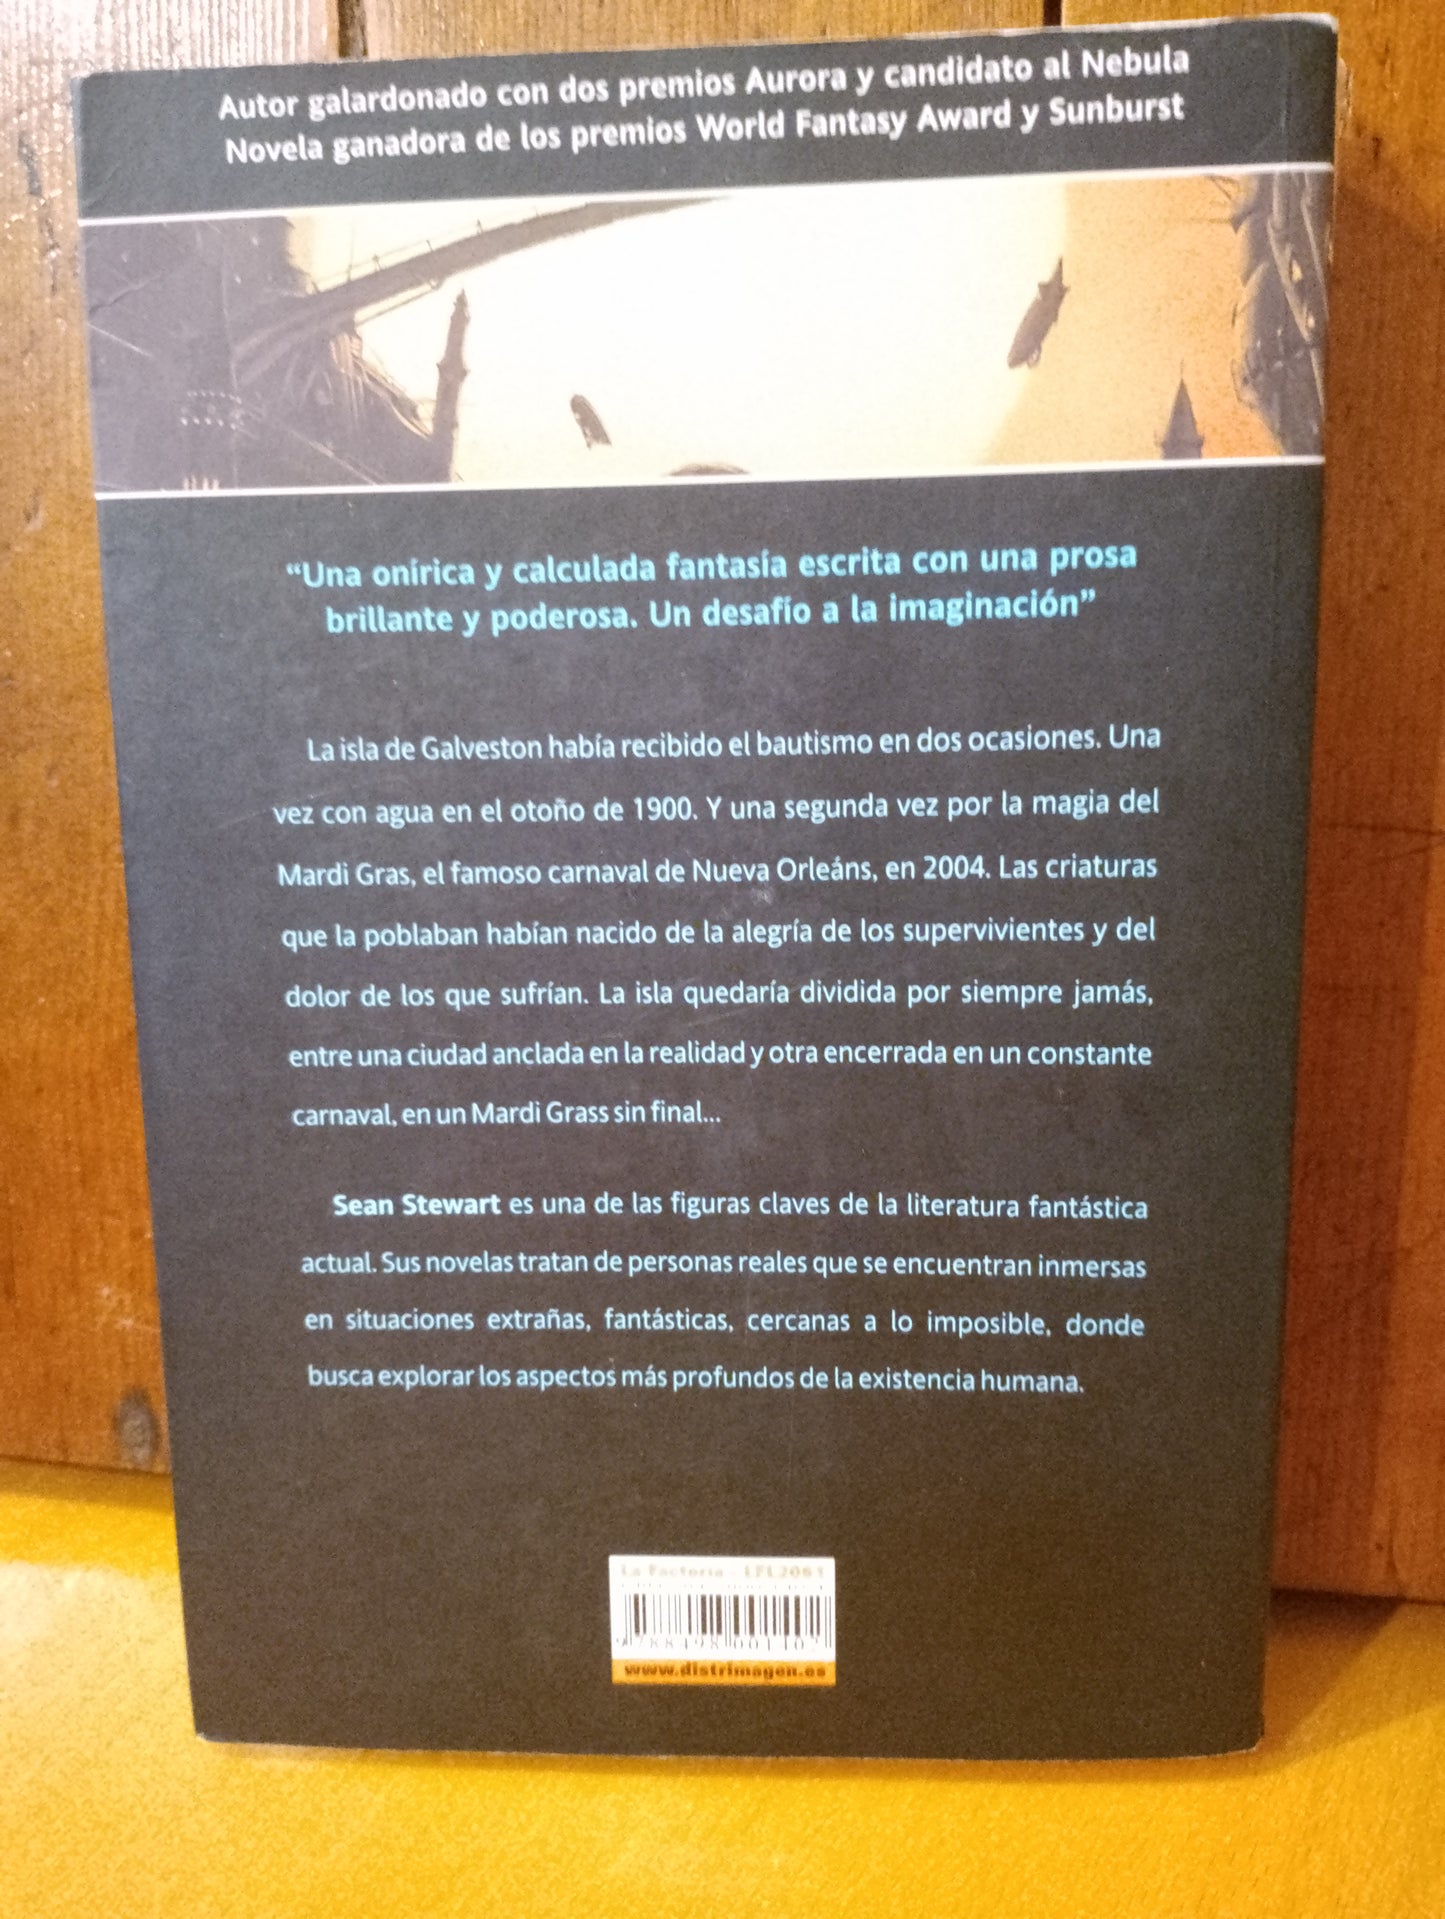 Autor galardonado con dos premios Aurora y candidato al Nebula
Novela ganadora de los premios World Fantasy Award y Sunburst
“Una onírica y calculada fantasía escrita con una prosa
brillante y poderosa. Un desafío a la imaginación”
La isla de Galveston había recibido el bautismo en dos ocasiones. Una
vez con agua en el otoño de 1900. Y una segunda vez por la magia del
Mardi Gras, el famoso carnaval de Nueva Orleáns, en 2004. Las criaturas
que la poblaban habían nacido de la alegría de los supervivientes y del
dolor de los que sufrían. La isla quedaría dividida por siempre jamás,
entre una ciudad anclada en la realidad y otra encerrada en un constante
carnaval, en un Mardi Grass sin final...
Sean Stewart es una de las figuras claves de la literatura fantástica
actual. Sus novelas tratan de personas reales que se encuentran inmersas
en situaciones extrañas, fantásticas, cercanas a lo imposible, donde
busca explorar los aspectos más profundos de la existencia humana.
La Factoría - LFL2061
www.distrimagen.es